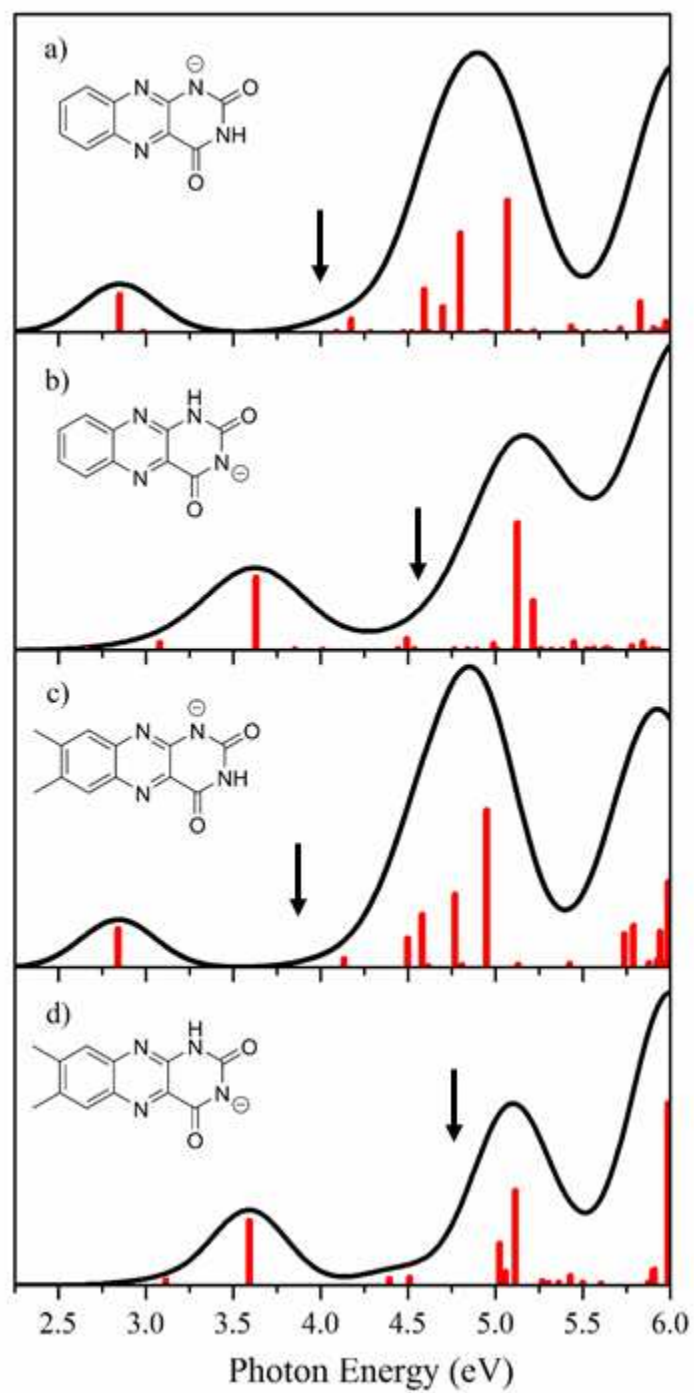 a)
⊖
N N O
N NH
O
b)
H
N N O
N N ⊖
O
c)
⊖
N N O
N NH
O
d)
H
N N O
N N ⊖
O
2.5 3.0 3.5 4.0 4.5 5.0 5.5 6.0
Photon Energy (eV)